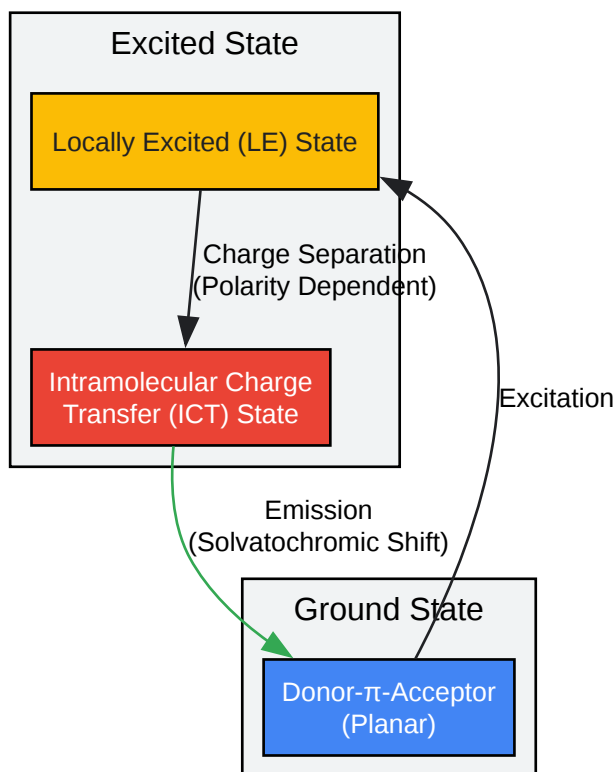 Excited State
Locally Excited (LE) State
Charge Separation
(Polarity Dependent)
Intramolecular Charge
Transfer (ICT) State
Excitation
Emission
(Solvatochromic Shift)
Ground State
Donor-π-Acceptor
(Planar)